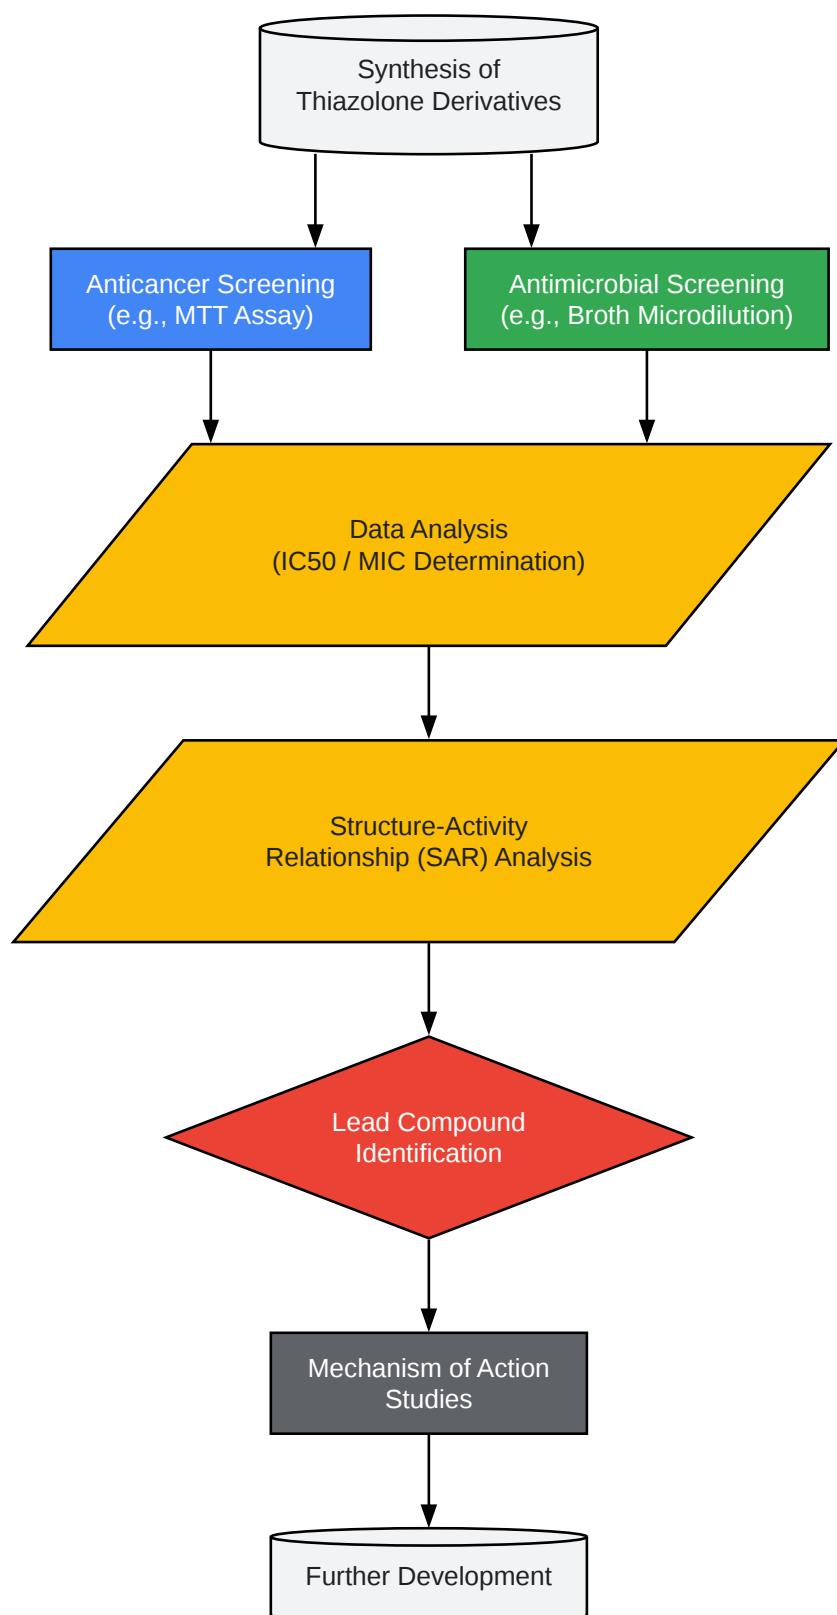 Synthesis of
Thiazolone Derivatives
Anticancer Screening
(e.g., MTT Assay)
Antimicrobial Screening
(e.g., Broth Microdilution)
Data Analysis
(IC50 / MIC Determination)
Structure-Activity
Relationship (SAR) Analysis
Lead Compound
Identification
Mechanism of Action
Studies
Further Development